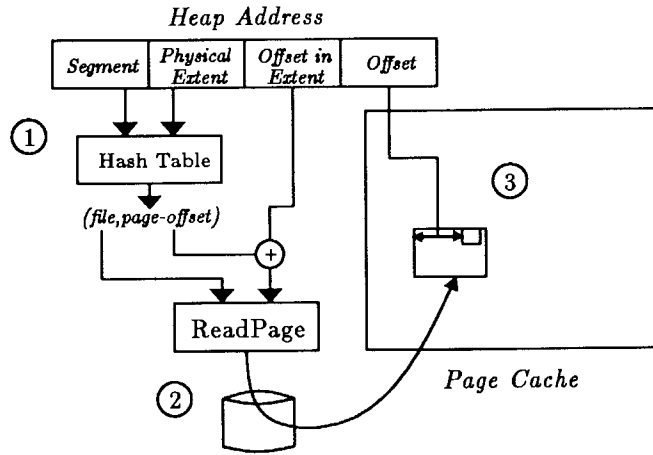 Heap Address
Segment
Physical
Extent
Offset in
Extent
Offset
1
Hash Table
(file,page-offset)
3
+
ReadPage
2
Page Cache